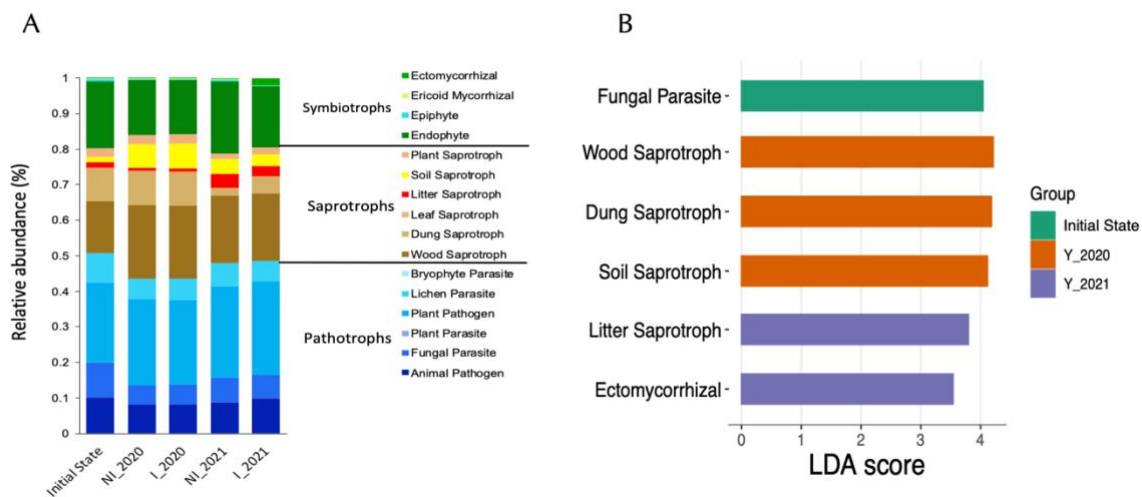 A
B
Relative abundance (%)
1
0.9
0.8
0.7
0.6
0.5
0.4
0.3
0.2
0.1
0
Initial State
NI_2020
I_2020
NI_2021
I_2021
Symbiotrophs
Saprotrophs
Pathotrophs
Ectomycorrhizal
Ericoid Mycorrhizal
Epiphyte
Endophyte
Plant Saprotroph
Soil Saprotroph
Litter Saprotroph
Leaf Saprotroph
Dung Saprotroph
Wood Saprotroph
Bryophyte Parasite
Lichen Parasite
Plant Pathogen
Plant Parasite
Fungal Parasite
Animal Pathogen
Fungal Parasite
Wood Saprotroph
Dung Saprotroph
Soil Saprotroph
Litter Saprotroph
Ectomycorrhizal
0 1 2 3 4
LDA score
Group
Initial State
Y_2020
Y_2021